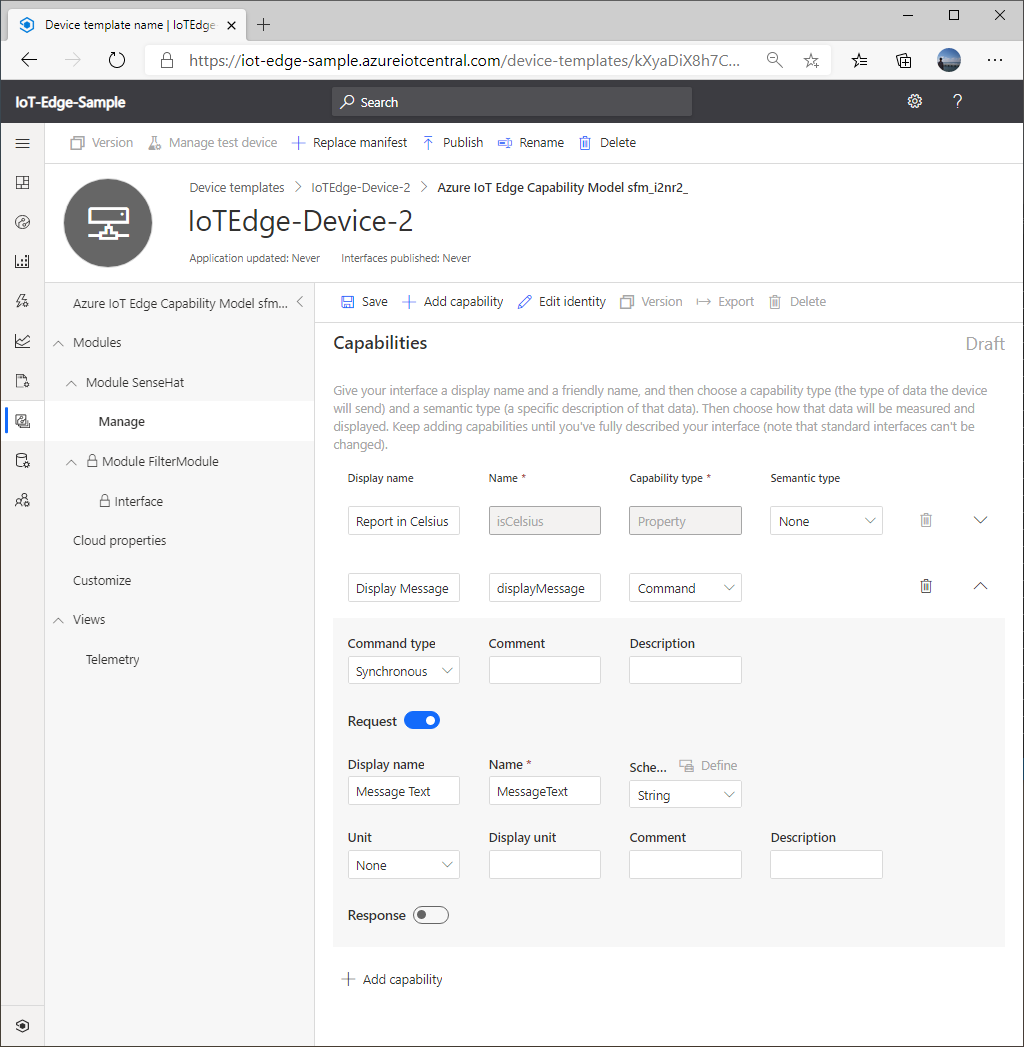 Device template name | IoTEdge
https://iot-edge-sample.azureiotcentral.com/device-templates/kXyaDiX8h7C...
IoT-Edge-Sample
Search
?
Version Manage test device Replace manifest Publish Rename Delete
Device templates > IoTEdge-Device-2 > Azure IoT Edge Capability Model sfm_i2nr2_
IoTEdge-Device-2
Application updated: Never Interfaces published: Never
Azure IoT Edge Capability Model sfm...
Modules
Module SenseHat
Manage
Module FilterModule
Interface
Cloud properties
Customize
Views
Telemetry
Save Add capability Edit identity Version Export Delete
Capabilities Draft
Give your interface a display name and a friendly name, and then choose a capability type (the type of data the device
will send) and a semantic type (a specific description of that data). Then choose how that data will be measured and
displayed. Keep adding capabilities until you've fully described your interface (note that standard interfaces can't be
changed).
Display name Name * Capability type * Semantic type
Report in Celsius isCelsius Property None
Display Message displayMessage Command
Command type Comment Description
Synchronous
Request
Display name Name * Sche... Define
Message Text MessageText String
Unit Display unit Comment Description
None
Response
Add capability